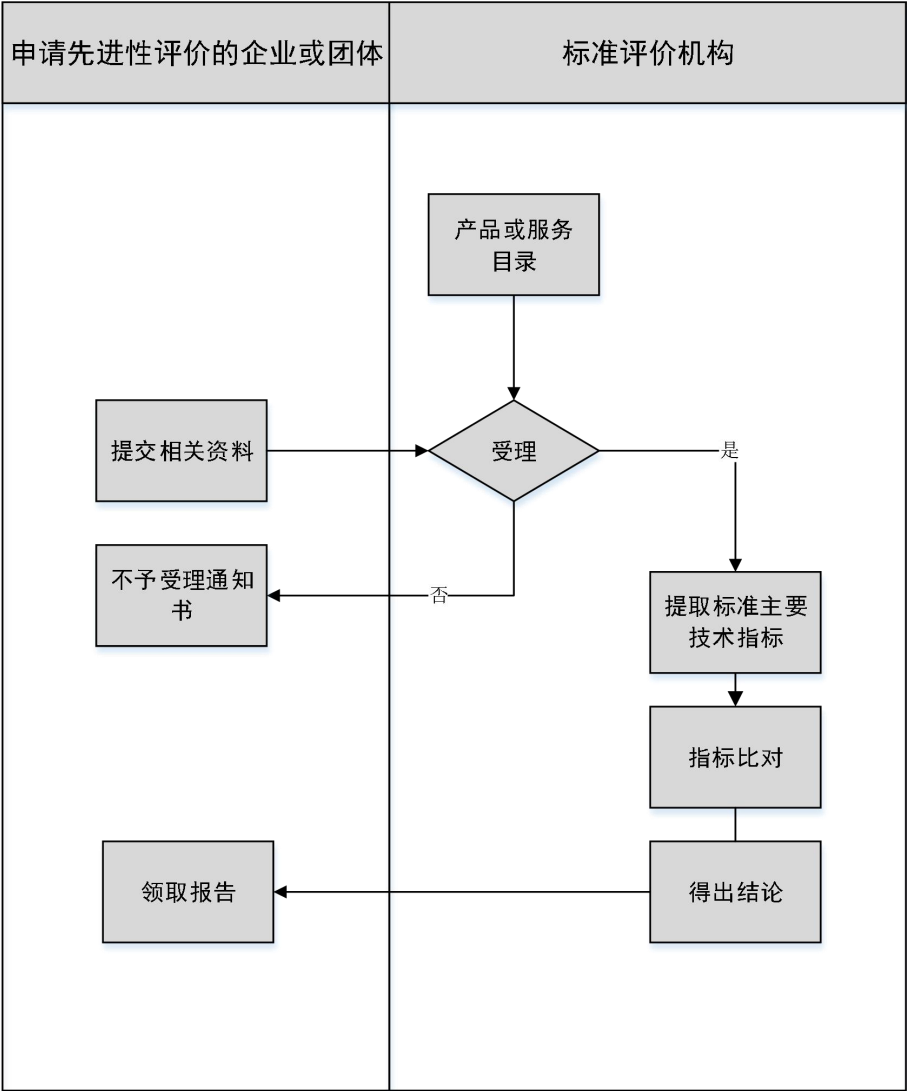 申请先进性评价的企业或团体
标准评价机构
产品或服务
目录
提交相关资料
受理
是
不予受理通知
书
否
提取标准主要
技术指标
指标比对
领取报告
得出结论